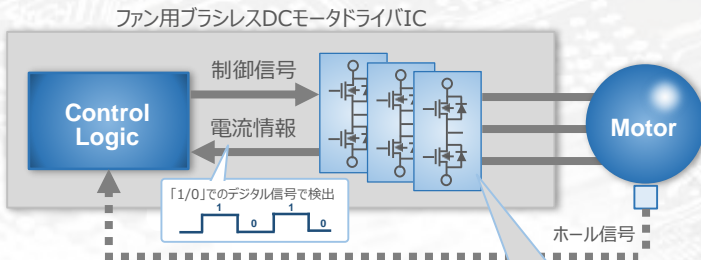 ファン用ブラシレスDCモータドライバIC
制御信号
Control
Logic
電流情報
Motor
「1/0」でのデジタル信号で検出
1
0
1
0
ホール信号